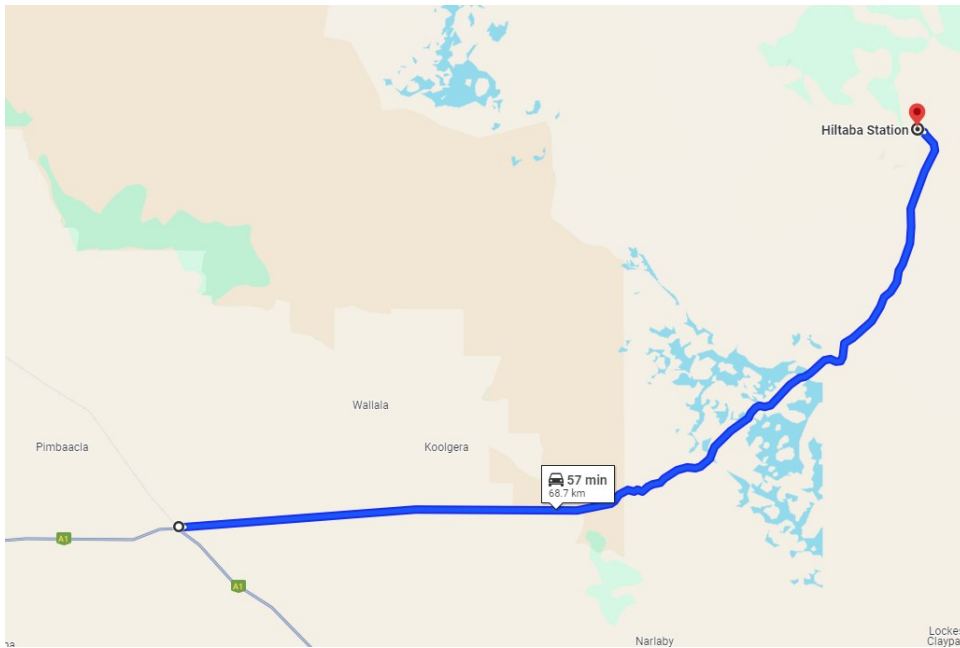 Hiltaba Station
Wallala
Pimbaacla
Koolgera
57 min
68.7 km
A1
A1
Narlaby
Lockes
Claypa